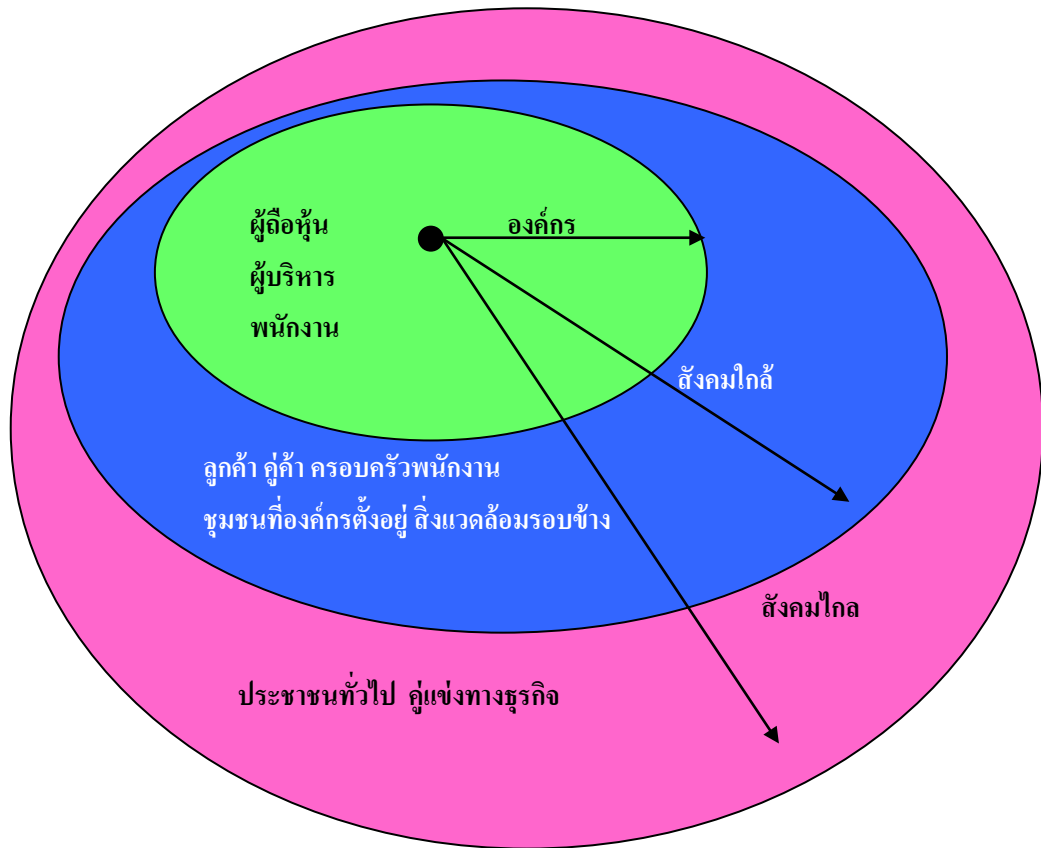 ผู้ถือหุ้น
องค์กร
ผู้บริหาร
พนักงาน
สังคมใกล้
ลูกค้า คู่ค้า ครอบครัวพนักงาน
ชุมชนที่องค์กรตั้งอยู่ สิ่งแวดล้อมรอบข้าง
สังคมไกล
ประชาชนทั่วไป คู่แข่งทางธุรกิจ